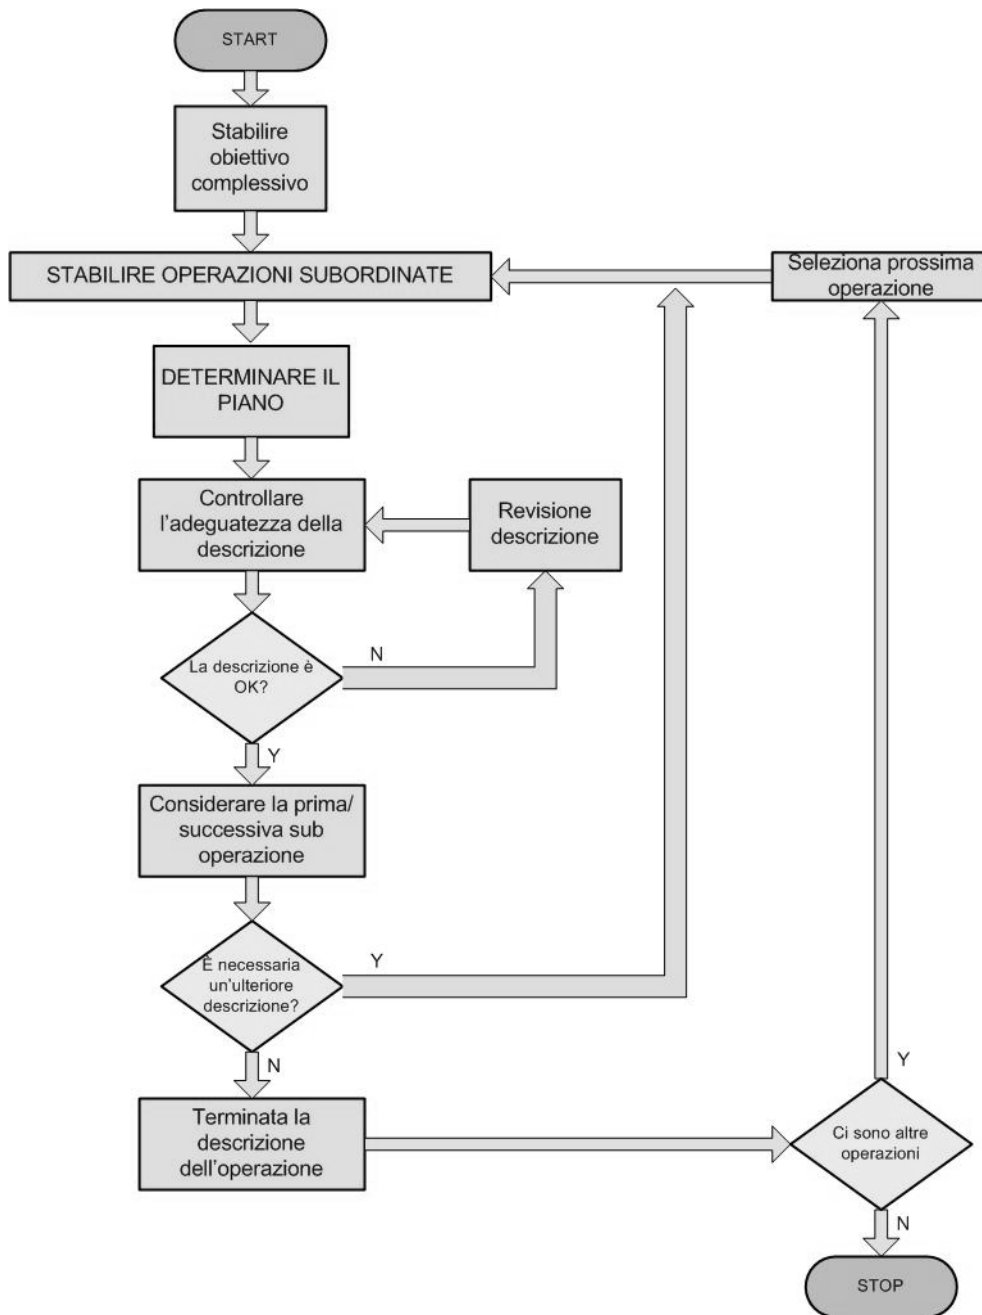 START
Stabilire
obiettivo
complessivo
STABILIRE OPERAZIONI SUBORDINATE
Seleziona prossima
operazione
DETERMINARE IL
PIANO
Controllare
l'adeguatezza della
descrizione
Revisione
descrizione
La descrizione è
OK?
N
Y
Considerare la prima/
successiva sub
operazione
È necessaria
un'ulteriore
descrizione?
Y
N
Terminata la
descrizione
dell'operazione
Y
Ci sono altre
operazioni
N
STOP